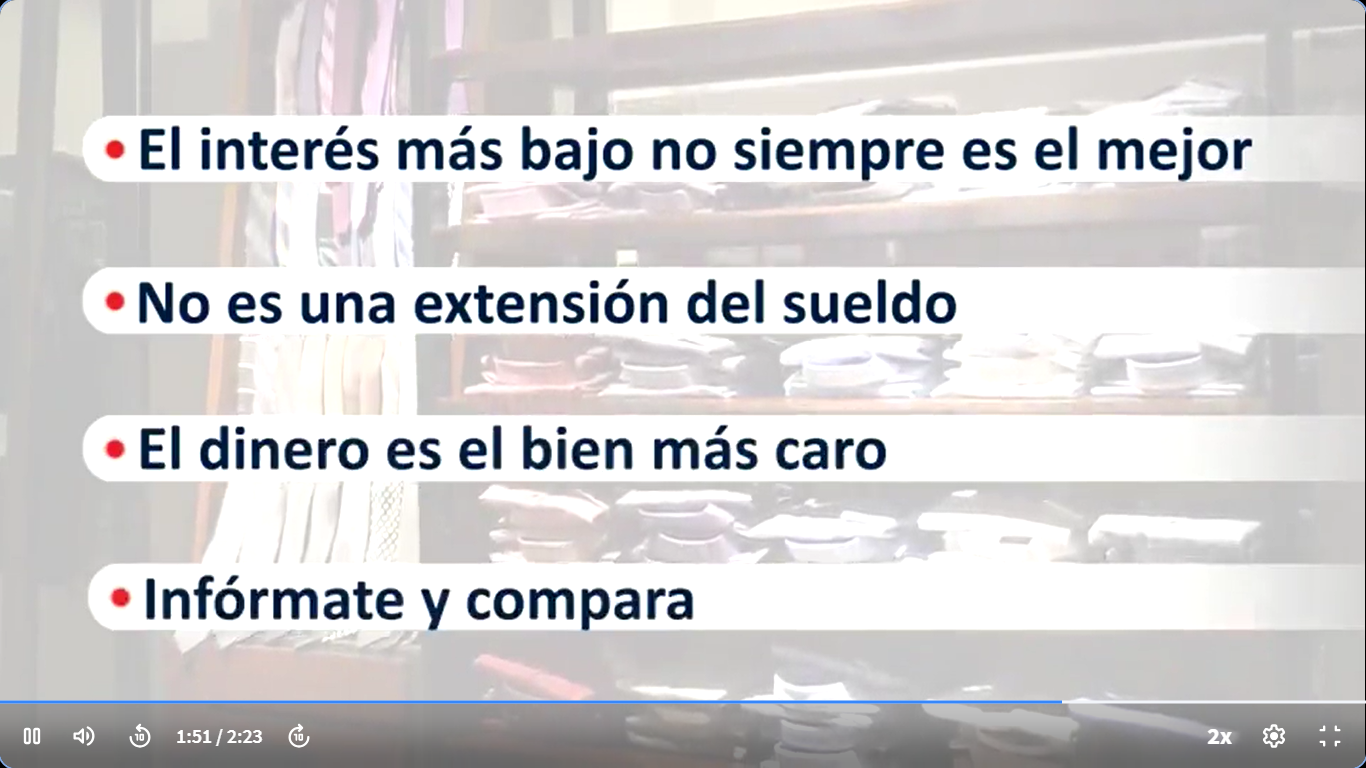 • El interés más bajo no siempre es el mejor
• No es una extensión del sueldo
• El dinero es el bien más caro
• Infórmate y compara
10 1:51 / 2:23 10 2x